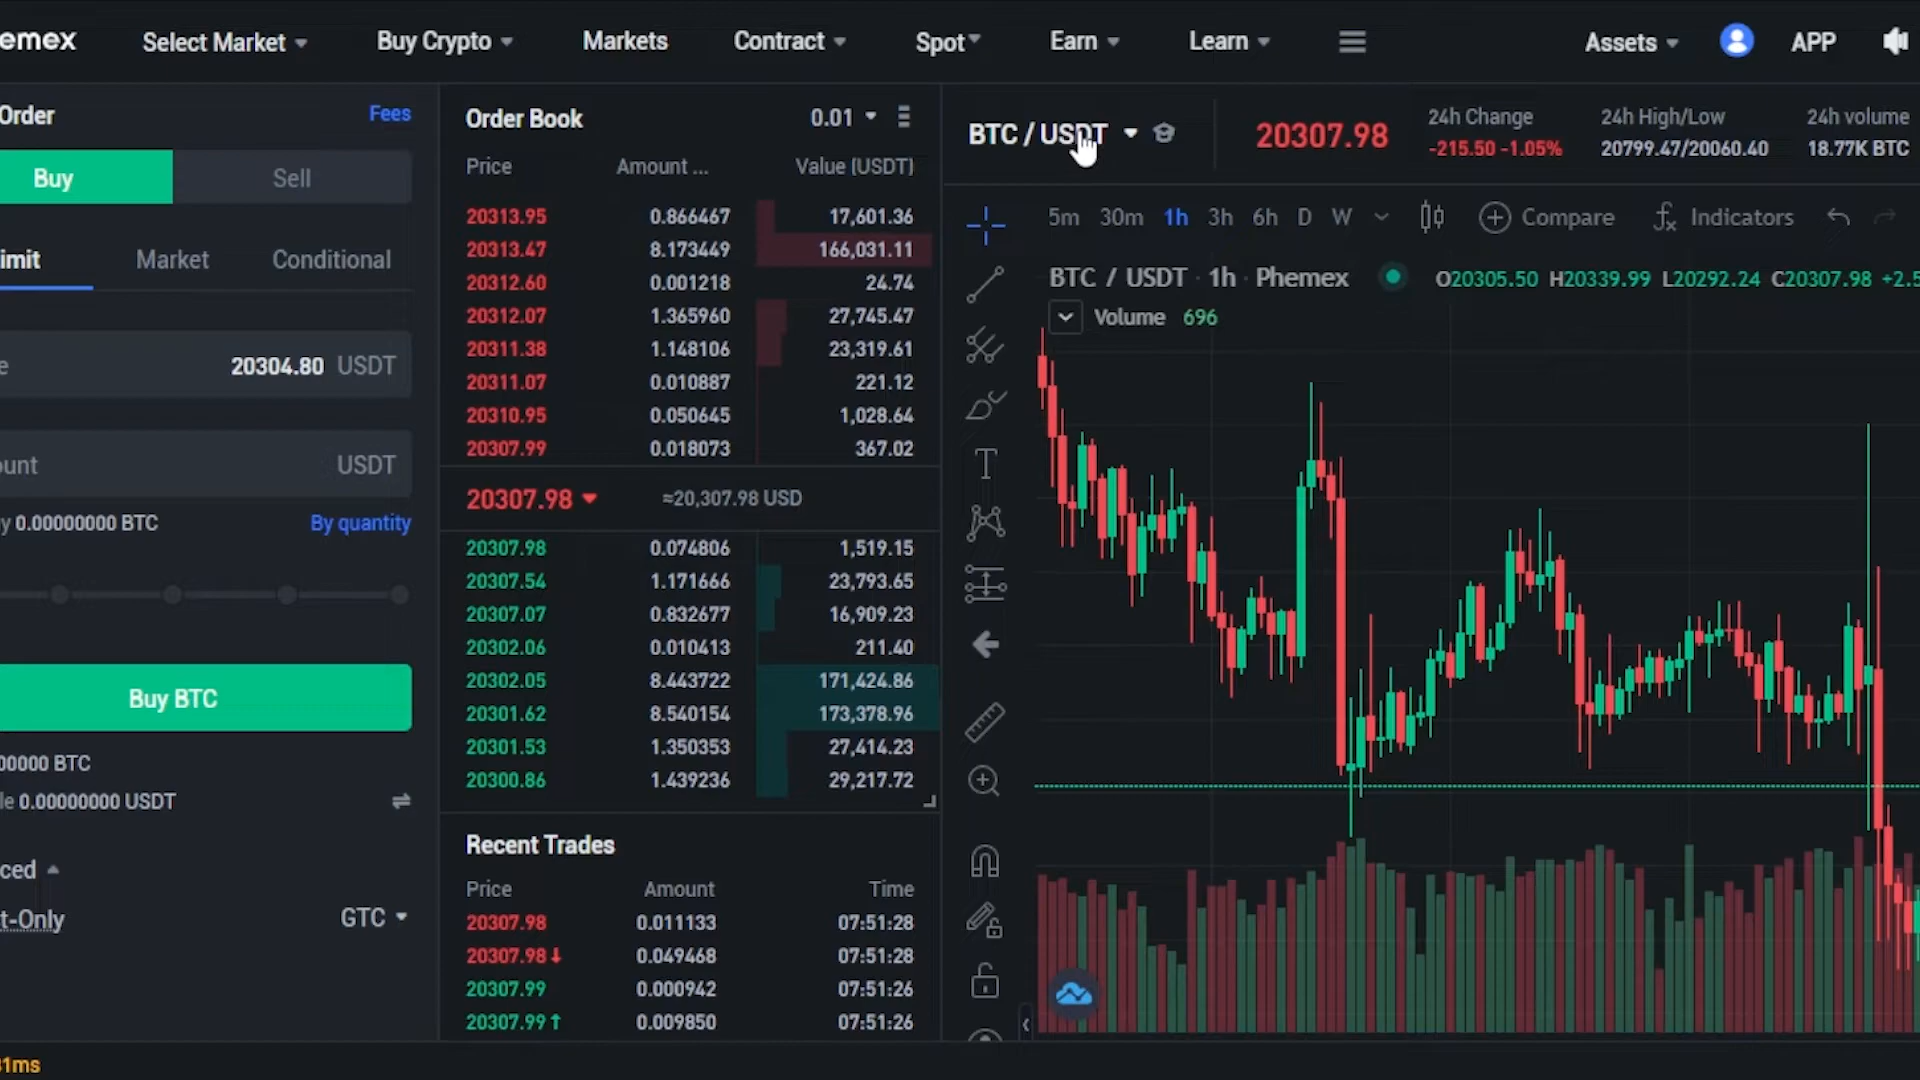 emex
Select Market
Buy Crypto
Markets
Contract
Spot
Earn
Learn
Assets
APP
Order
Fees
Buy
Sell
imit
Market
Conditional
e
20304.80 USDT
unt
USDT
y 0.00000000 BTC
By quantity
Buy BTC
00000 BTC
le 0.00000000 USDT
ced
t-Only
GTC
31ms
Order Book
0.01
Price Amount ... Value (USDT)
20313.95 0.866467 17,601.36
20313.47 8.173449 166,031.11
20312.60 0.001218 24.74
20312.07 1.365960 27,745.47
20311.38 1.148106 23,319.61
20311.07 0.010887 221.12
20310.95 0.050645 1,028.64
20307.99 0.018073 367.02
20307.98 ≈20,307.98 USD
20307.98 0.074806 1,519.15
20307.54 1.171666 23,793.65
20307.07 0.832677 16,909.23
20302.06 0.010413 211.40
20302.05 8.443722 171,424.86
20301.62 8.540154 173,378.96
20301.53 1.350353 27,414.23
20300.86 1.439236 29,217.72
Recent Trades
Price Amount Time
20307.98 0.011133 07:51:28
20307.98↓ 0.049468 07:51:28
20307.99 0.000942 07:51:26
20307.99↑ 0.009850 07:51:26
BTC / USDT
20307.98
24h Change
-215.50 -1.05%
24h High/Low
20799.47/20060.40
24h volume
18.77K BTC
5m 30m 1h 3h 6h D W
Compare
Indicators
BTC / USDT · 1h · Phemex
O20305.50 H20339.99 L20292.24 C20307.98 +2.5
Volume 696